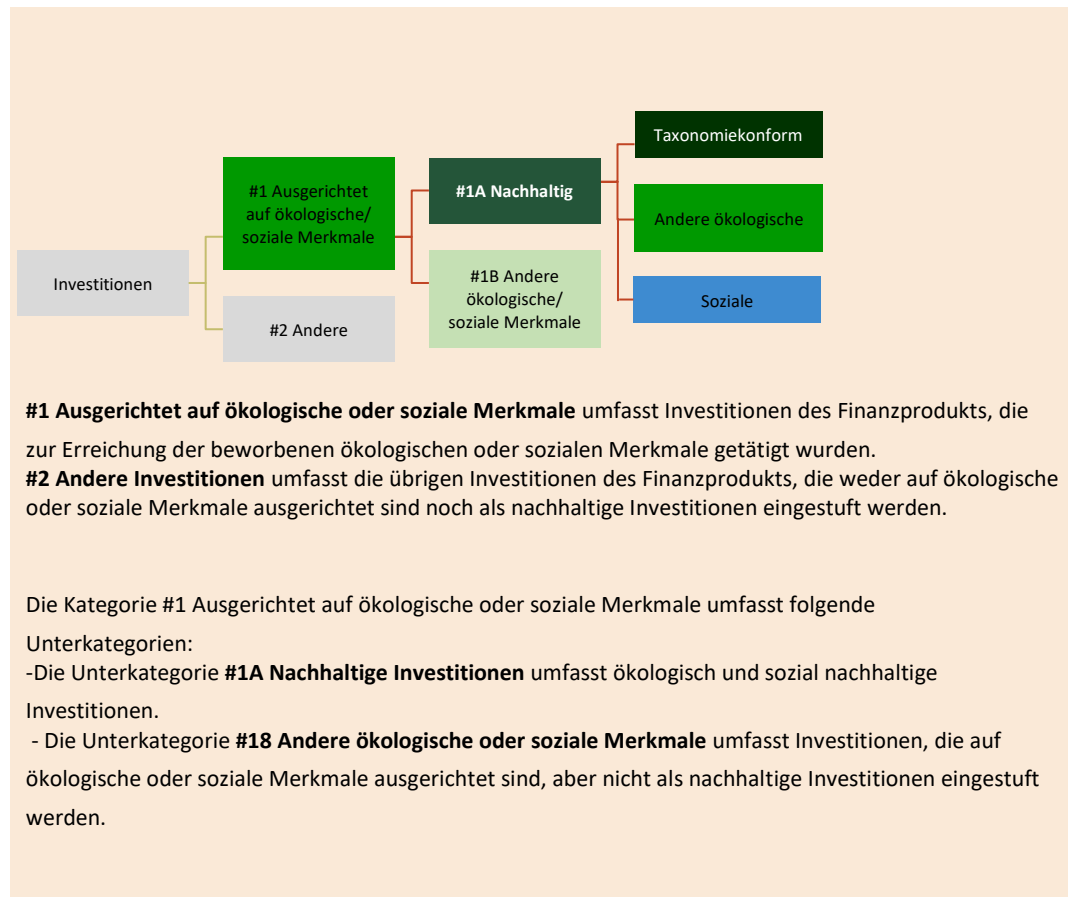 Taxonomiekonform
#1 Ausgerichtet
auf ökologische/
soziale Merkmale
#1A Nachhaltig
Andere ökologische
Investitionen
#1B Andere
ökologische/
soziale Merkmale
Soziale
#2 Andere
#1 Ausgerichtet auf ökologische oder soziale Merkmale umfasst Investitionen des Finanzprodukts, die
zur Erreichung der beworbenen ökologischen oder sozialen Merkmale getätigt wurden.
#2 Andere Investitionen umfasst die übrigen Investitionen des Finanzprodukts, die weder auf ökologische
oder soziale Merkmale ausgerichtet sind noch als nachhaltige Investitionen eingestuft werden.
Die Kategorie #1 Ausgerichtet auf ökologische oder soziale Merkmale umfasst folgende
Unterkategorien:
-Die Unterkategorie #1A Nachhaltige Investitionen umfasst ökologisch und sozial nachhaltige
Investitionen.
- Die Unterkategorie #18 Andere ökologische oder soziale Merkmale umfasst Investitionen, die auf
ökologische oder soziale Merkmale ausgerichtet sind, aber nicht als nachhaltige Investitionen eingestuft
werden.